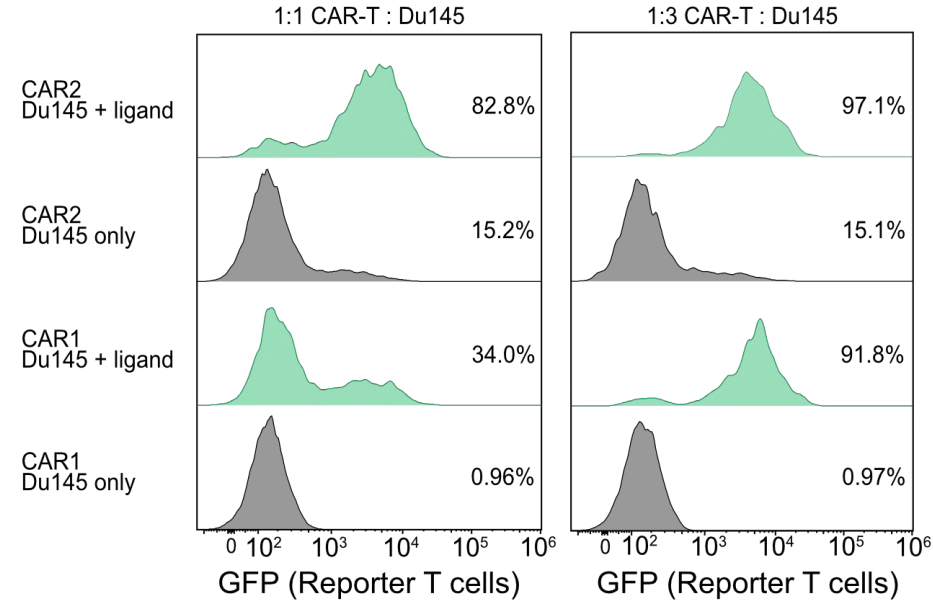 1:1 CAR-T : Du145
1:3 CAR-T : Du145
CAR2
Du145 + ligand
82.8%
97.1%
CAR2
Du145 only
15.2%
15.1%
CAR1
Du145 + ligand
34.0%
91.8%
CAR1
Du145 only
0.96%
0.97%
0 10² 10³ 10⁴ 10⁵ 10⁶
0 10² 10³ 10⁴ 10⁵ 10⁶
GFP (Reporter T cells)
GFP (Reporter T cells)